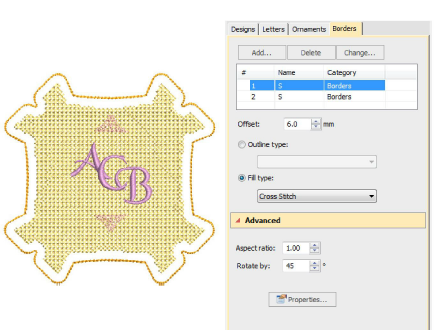 ACB
Designs Letters Ornaments Borders
Add... Delete Change...
# Name Category
1 S Borders
2 S Borders
Offset: 6.0 mm
Outline type:
Fill type:
Cross Stitch
Advanced
Aspect ratio: 1.00
Rotate by: 45 °
Properties...